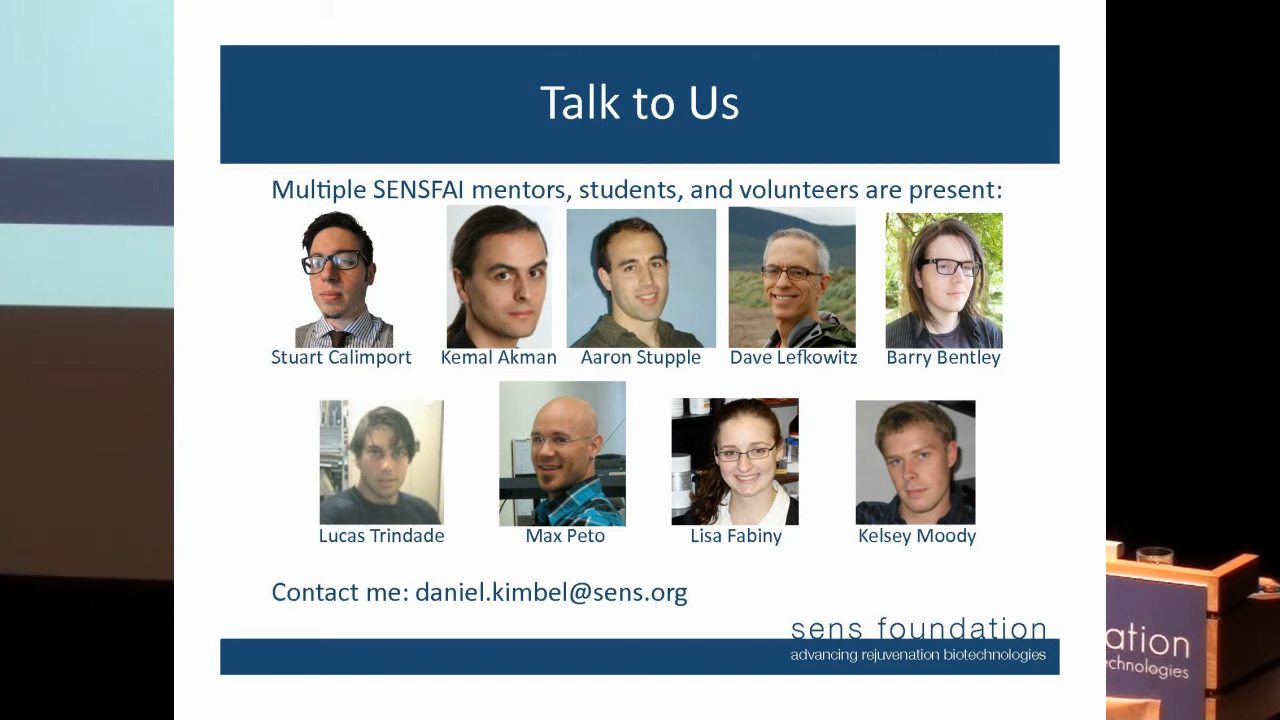 Talk to Us
Multiple SENSFAI mentors, students, and volunteers are present:
Stuart Calimport Kemal Akman Aaron Stupple Dave Lefkowitz Barry Bentley
Lucas Trindade Max Peto Lisa Fabiny Kelsey Moody
Contact me: daniel.kimbel@sens.org
sens foundation
advancing rejuvenation biotechnologies
ation
echnologies